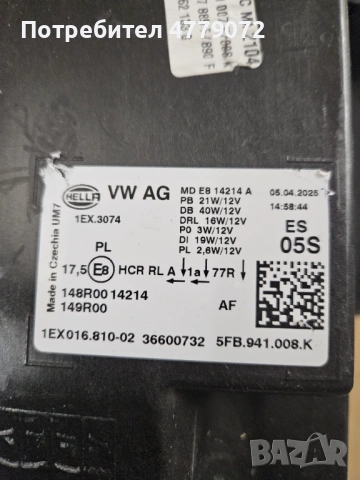 Потребител 4757890
HELLA
VW AG
1EX.3074
MD E8 14214 A
PB 21W/12V
DB 40W/12V
DRL 16W/12V
P0 3W/12V
DI 19W/12V
PL 2,6W/12V
05.04.2025
14:58:44
ES
05S
Made in Czechia UM7
PL
17,5 E8 HCR RL A 1a 77R
148R00 14214
149R00
AF
1EX016.810-02 36600732 5FB.941.008.K
BAZAR